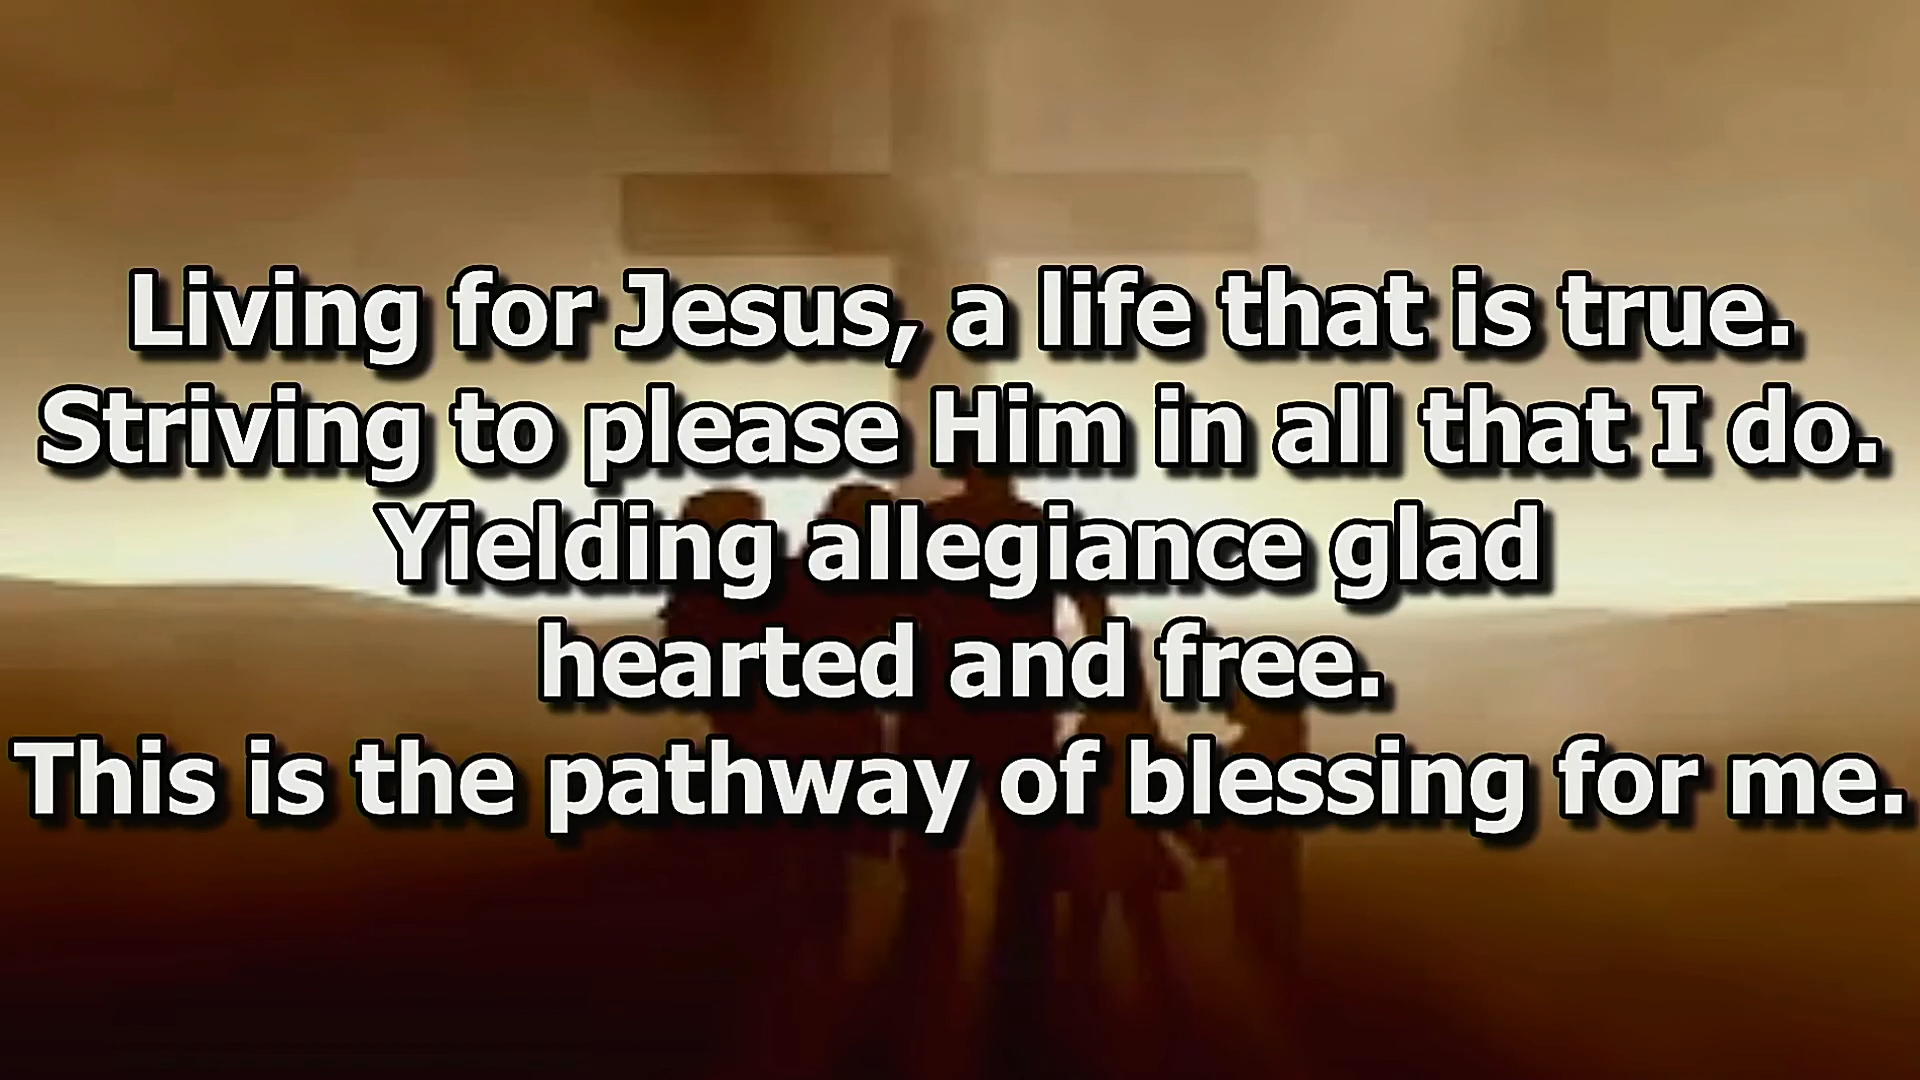 Living for Jesus, a life that is true.
Striving to please Him in all that I do.
Yielding allegiance glad
hearted and free.
This is the pathway of blessing for me.